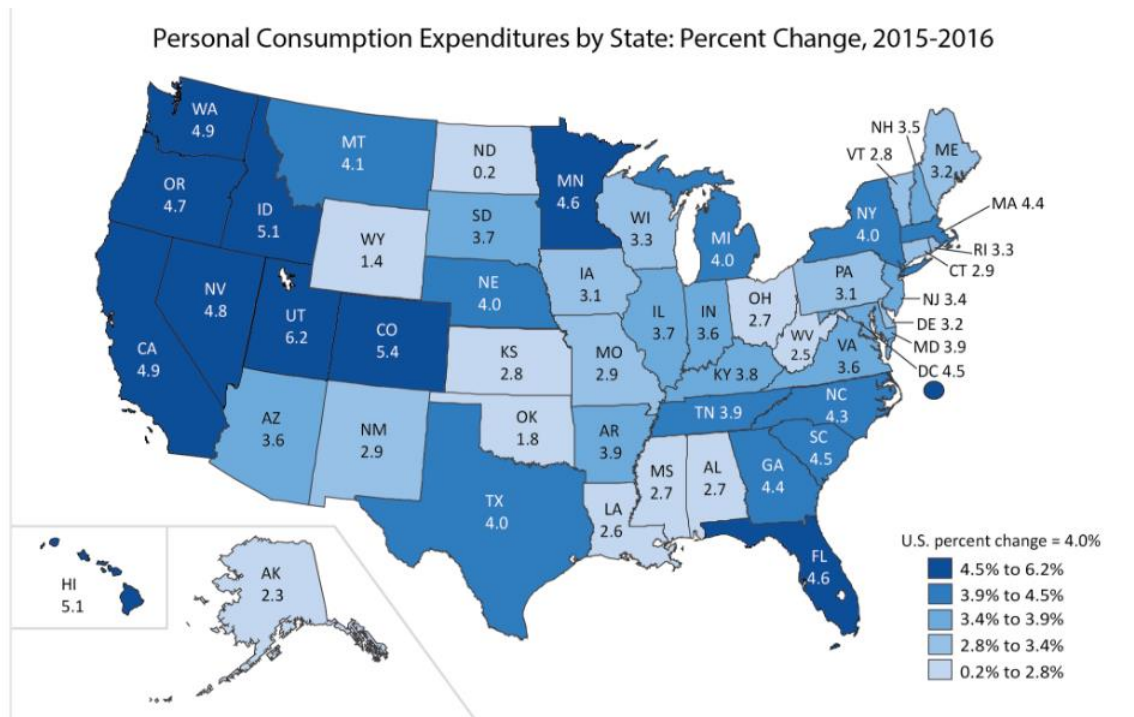 Personal Consumption Expenditures by State: Percent Change, 2015-2016
WA
4.9
MT
4.1
ND
0.2
MN
4.6
OR
4.7
ID
5.1
WY
1.4
SD
3.7
WI
3.3
MI
4.0
NH 3.5
VT 2.8
ME
3.2
NY
4.0
MA 4.4
RI 3.3
CT 2.9
NV
4.8
UT
6.2
CO
5.4
NE
4.0
IA
3.1
IL
3.7
IN
3.6
OH
2.7
PA
3.1
NJ 3.4
DE 3.2
MD 3.9
DC 4.5
CA
4.9
KS
2.8
MO
2.9
KY 3.8
WV
2.5
VA
3.6
AZ
3.6
NM
2.9
OK
1.8
AR
3.9
TN 3.9
NC
4.3
SC
4.5
TX
4.0
LA
2.6
MS
2.7
AL
2.7
GA
4.4
FL
4.6
HI
5.1
AK
2.3
U.S. percent change = 4.0%
4.5% to 6.2%
3.9% to 4.5%
3.4% to 3.9%
2.8% to 3.4%
0.2% to 2.8%